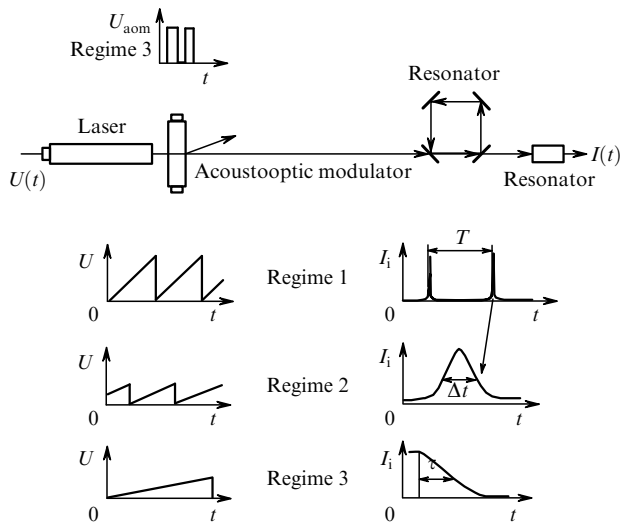 U_aom
Regime 3
t
Resonator
Laser
U(t)
Acoustooptic modulator
Resonator
I(t)
U
0
t
Regime 1
I_i
T
0
t
U
0
t
Regime 2
I_i
Δt
0
t
U
0
t
Regime 3
I_i
τ
0
t